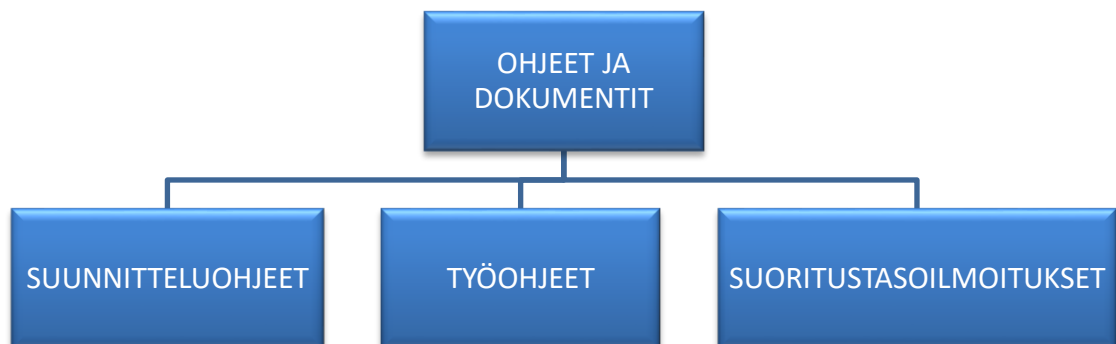 OHJEET JA
DOKUMENTIT
SUUNNITTELUOHJEET
TYÖOHJEET
SUORITUSTASOILMOITUKSET